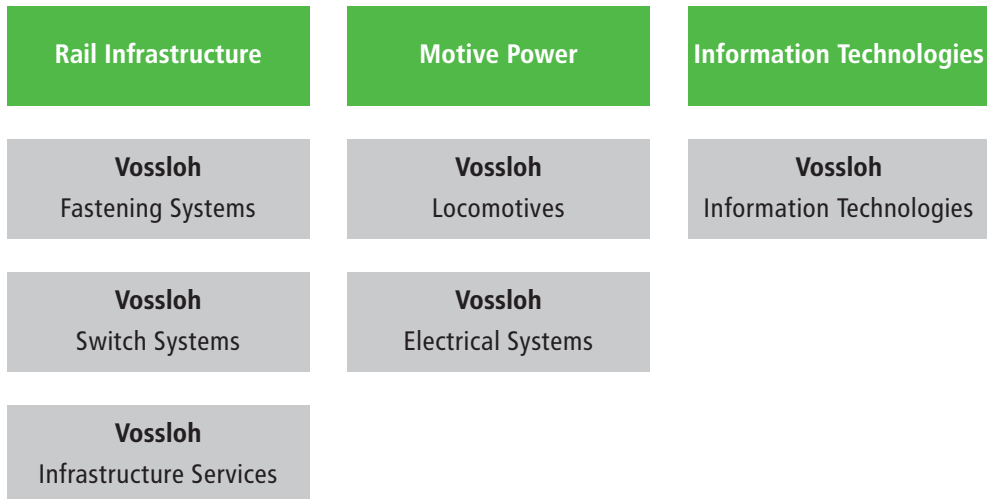 Rail Infrastructure
Motive Power
Information Technologies
Vossloh
Fastening Systems
Vossloh
Locomotives
Vossloh
Information Technologies
Vossloh
Switch Systems
Vossloh
Electrical Systems
Vossloh
Infrastructure Services